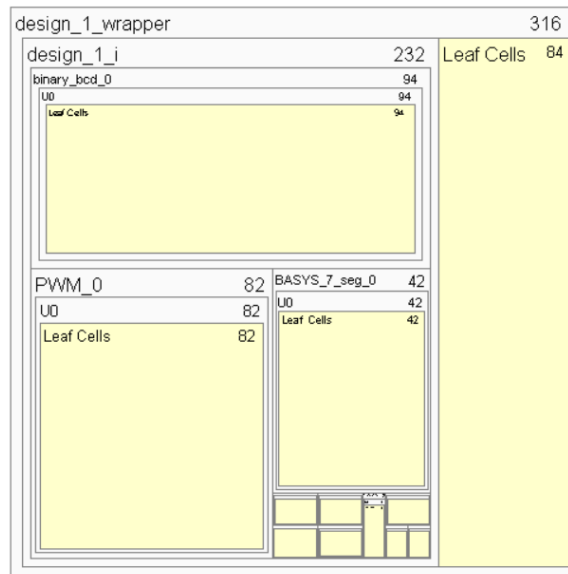 design_1_wrapper 316
design_1_i 232
Leaf Cells 84
binary_bcd_0 94
U0 94
Leaf Cells 94
PWM_0 82
U0 82
Leaf Cells 82
BASYS_7_seg_0 42
U0 42
Leaf Cells 42